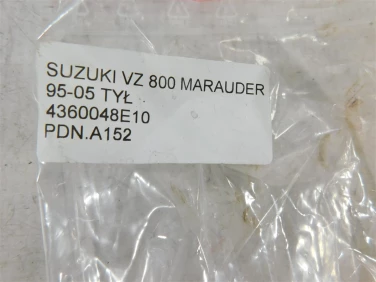 SUZUKI VZ 800 MARAUDER
95-05 TYŁ
4360048E10
PDN.A152